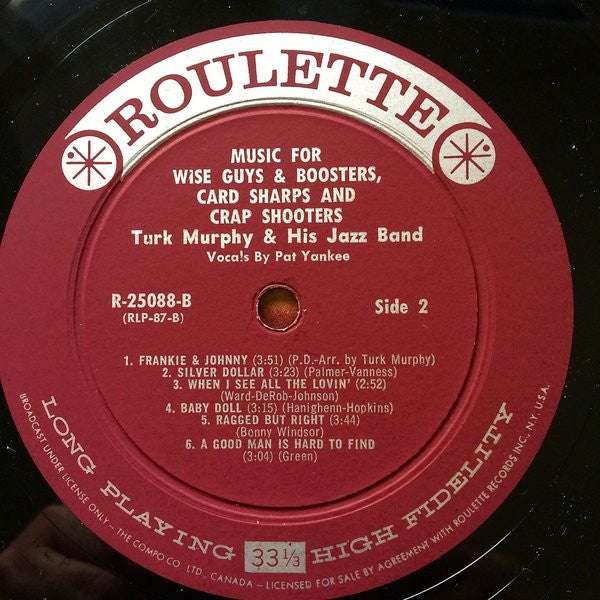 ROULETTE
MUSIC FOR
WISE GUYS & BOOSTERS,
CARD SHARPS AND
CRAP SHOOTERS
Turk Murphy & His Jazz Band
Vocals By Pat Yankee
R-25088-B
(RLP-87-B)
Side 2
1. FRANKIE & JOHNNY (3:51) (P.D.-Arr. by Turk Murphy)
2. SILVER DOLLAR (3:23) (Palmer-Vanness)
3. WHEN I SEE ALL THE LOVIN' (2:52)
(Ward-DeRob-Johnson)
4. BABY DOLL (3:15) (Hanighenn-Hopkins)
5. RAGGED BUT RIGHT (3:44)
(Bonny Windsor)
6. A GOOD MAN IS HARD TO FIND
(3:04) (Green)
LONG PLAYING 33 1/3 HIGH FIDELITY
BROADCAST UNDER LICENSE ONLY – THE COMPO CO. LTD., CANADA – LICENSED FOR SALE BY AGREEMENT WITH ROULETTE RECORDS INC. N.Y. U.S.A.